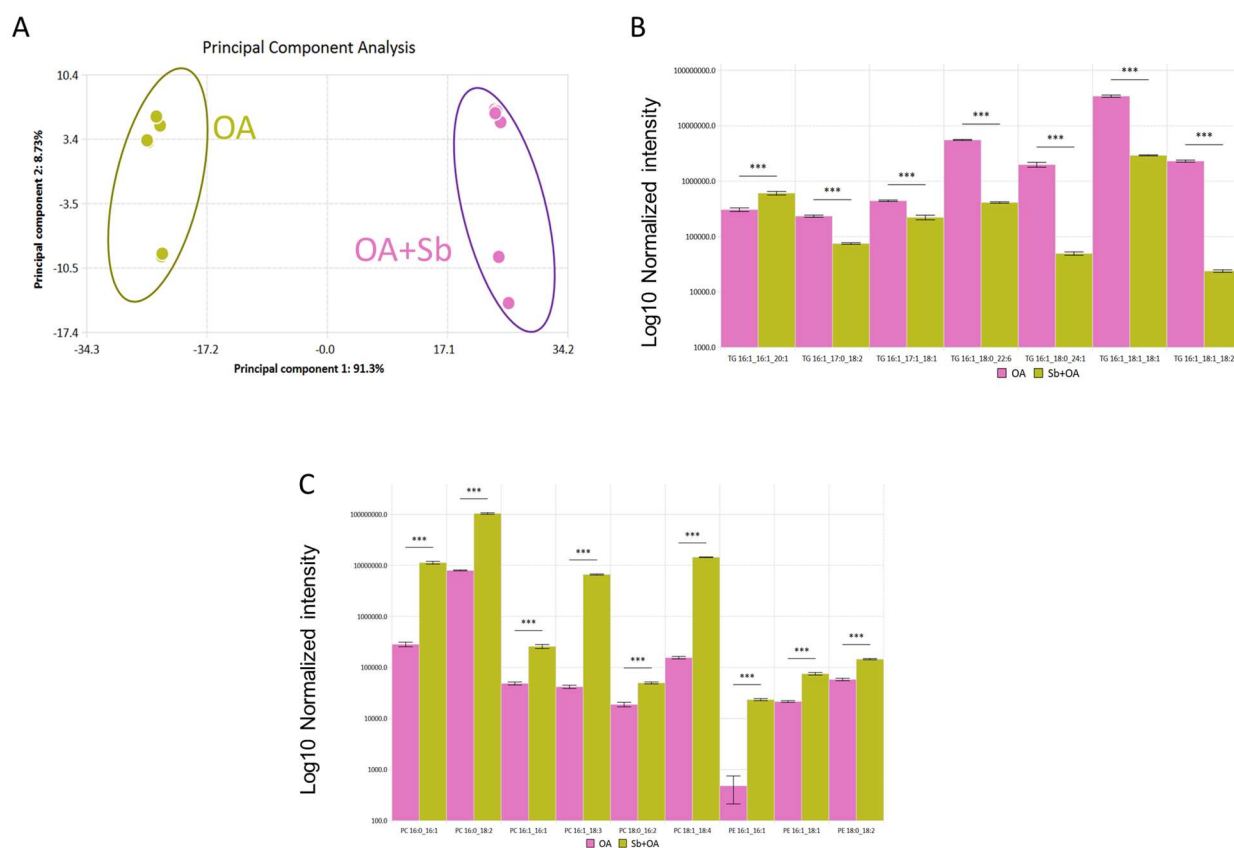 A
Principal Component Analysis
10.4
3.4
-3.5
-10.5
-17.4
Principal component 2: 8.73%
OA
OA+Sb
-34.3 -17.2 -0.0 17.1 34.2
Principal component 1: 91.3%
B
Log10 Normalized intensity
100000000.0
10000000.0
1000000.0
100000.0
10000.0
1000.0
*** *** *** *** *** *** ***
TG 16:1_16:1_20:1 TG 16:1_17:0_18:2 TG 16:1_17:1_18:1 TG 16:1_18:0_22:6 TG 16:1_18:0_24:1 TG 16:1_18:1_18:1 TG 16:1_18:1_18:2
OA Sb+OA
C
Log10 Normalized intensity
100000000.0
10000000.0
1000000.0
100000.0
10000.0
1000.0
100.0
*** *** *** *** *** *** *** *** ***
PC 16:0_16:1 PC 16:0_18:2 PC 16:1_16:1 PC 16:1_18:3 PC 18:0_16:2 PC 18:1_18:4 PE 16:1_16:1 PE 16:1_18:1 PE 18:0_18:2
OA Sb+OA